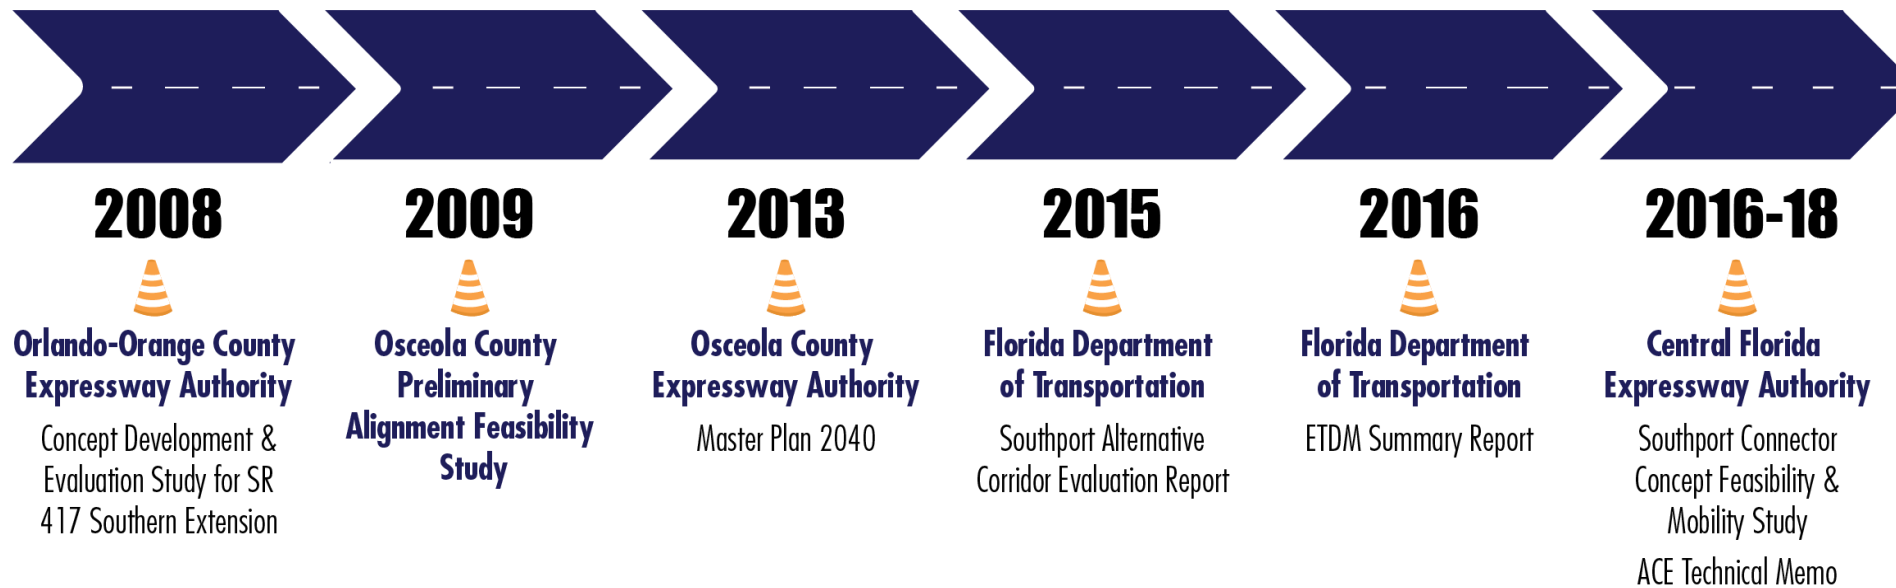 2008
Orlando-Orange County
Expressway Authority
Concept Development &
Evaluation Study for SR
417 Southern Extension
2009
Osceola County
Preliminary
Alignment Feasibility
Study
2013
Osceola County
Expressway Authority
Master Plan 2040
2015
Florida Department
of Transportation
Southport Alternative
Corridor Evaluation Report
2016
Florida Department
of Transportation
ETDM Summary Report
2016-18
Central Florida
Expressway Authority
Southport Connector
Concept Feasibility &
Mobility Study
ACE Technical Memo